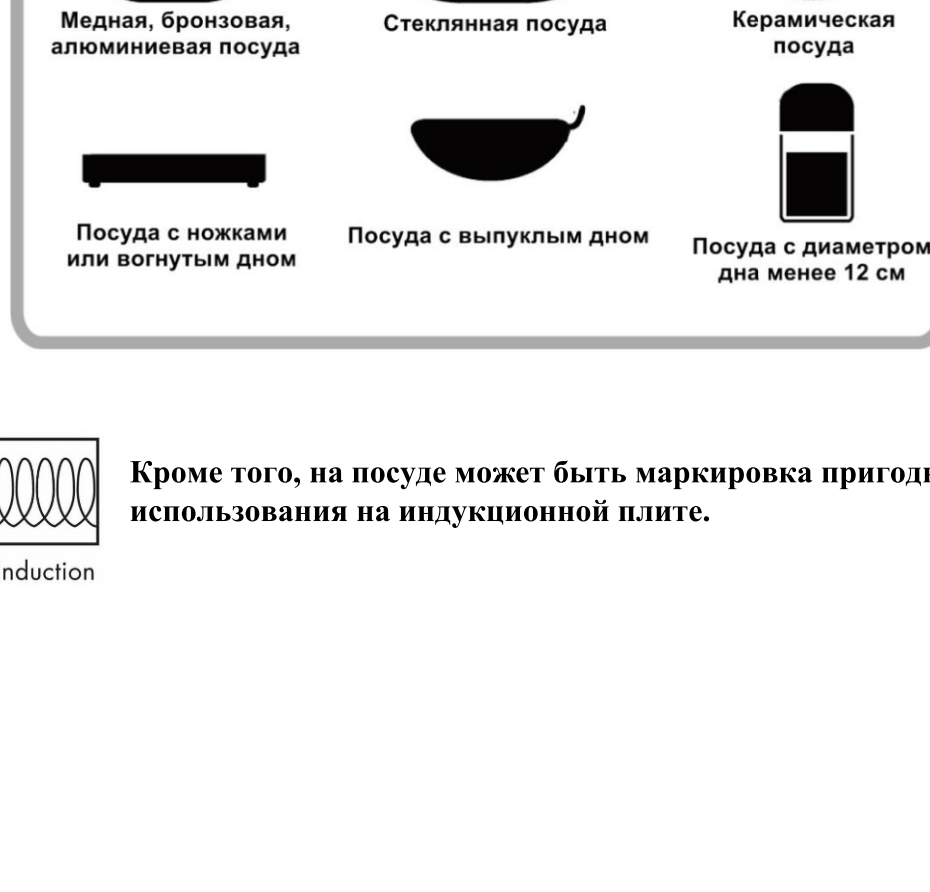 Медная, бронзовая,
алюминиевая посуда
Стеклянная посуда
Керамическая
посуда
Посуда с ножками
или вогнутым дном
Посуда с выпуклым дном
Посуда с диаметром
дна менее 12 см
Кроме того, на посуде может быть маркировка
использования на индукционной плите.
nduction